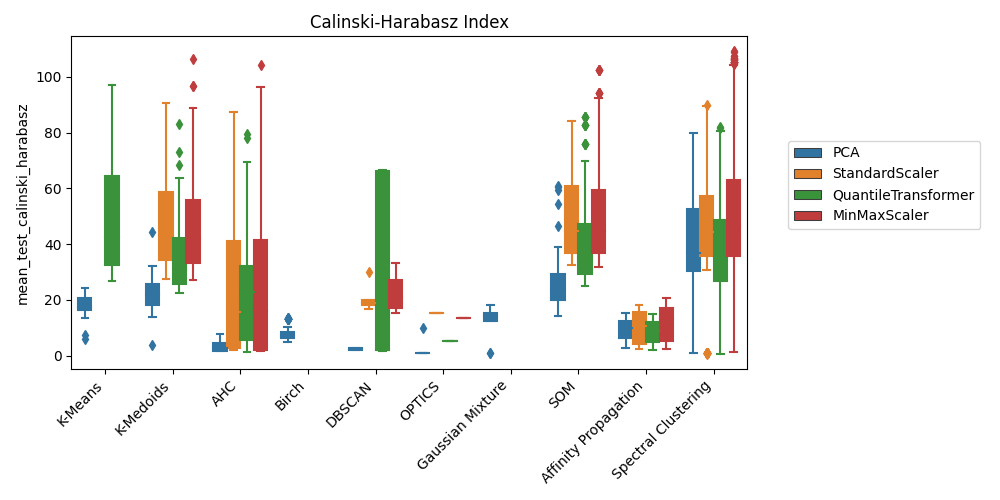 Calinski-Harabasz Index
mean_test_calinski_harabasz
100
80
60
40
20
0
K-Means
K-Medoids
AHC
Birch
DBSCAN
OPTICS
Gaussian Mixture
SOM
Affinity Propagation
Spectral Clustering
PCA
StandardScaler
QuantileTransformer
MinMaxScaler